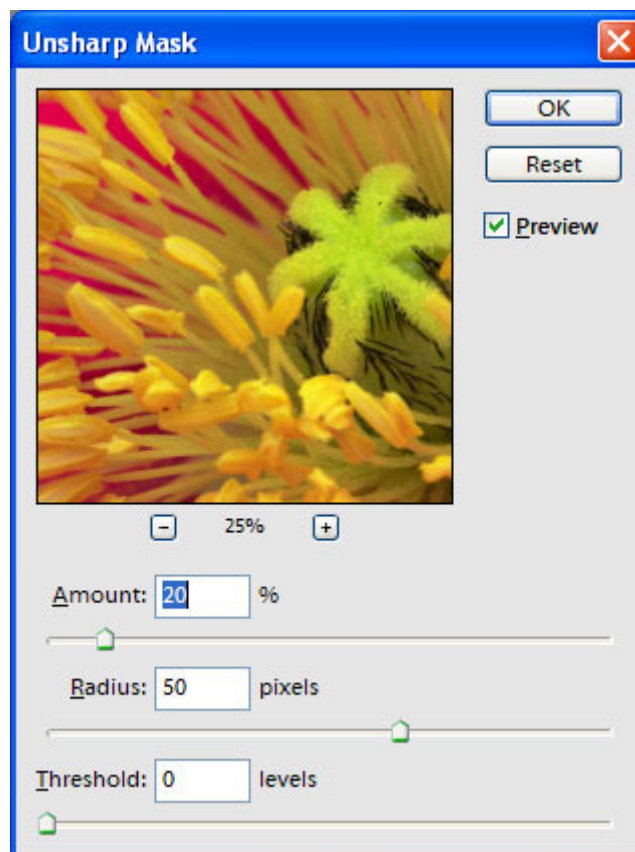 Unsharp Mask
OK
Reset
Preview
25%
Amount: 20 %
Radius: 50 pixels
Threshold: 0 levels